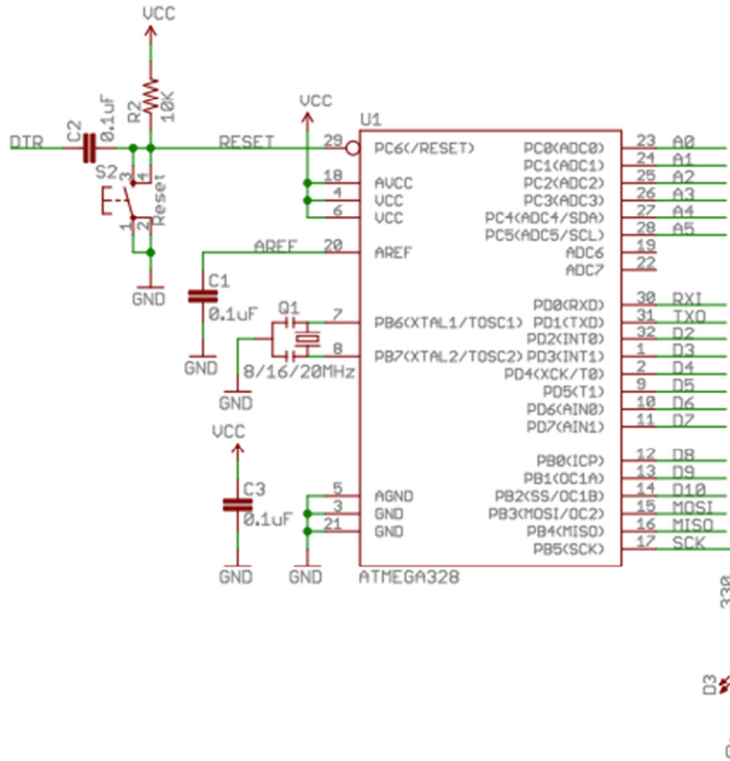 VCC
DTR
C2
0.1uF
R2
10K
RESET
S2
3
4
1
2
Reset
GND
VCC
U1
29 PC6(/RESET)
18 AVCC
4 VCC
6 VCC
AREF 20 AREF
C1
0.1uF
GND
Q1
7 PB6(XTAL1/TOSC1)
8 PB7(XTAL2/TOSC2)
8/16/20MHz
GND
VCC
C3
0.1uF
GND
5 AGND
3 GND
21 GND
GND
PC0(ADC0) 23 A0
PC1(ADC1) 24 A1
PC2(ADC2) 25 A2
PC3(ADC3) 26 A3
PC4(ADC4/SDA) 27 A4
PC5(ADC5/SCL) 28 A5
ADC6 19
ADC7 22
PD0(RXD) 30 RXI
PD1(TXD) 31 TXO
PD2(INT0) 32 D2
PD3(INT1) 1 D3
PD4(XCK/T0) 2 D4
PD5(T1) 9 D5
PD6(AIN0) 10 D6
PD7(AIN1) 11 D7
PB0(ICP) 12 D8
PB1(OC1A) 13 D9
PB2(SS/OC1B) 14 D10
PB3(MOSI/OC2) 15 MOSI
PB4(MISO) 16 MISO
PB5(SCK) 17 SCK
ATMEGA328
330
D3